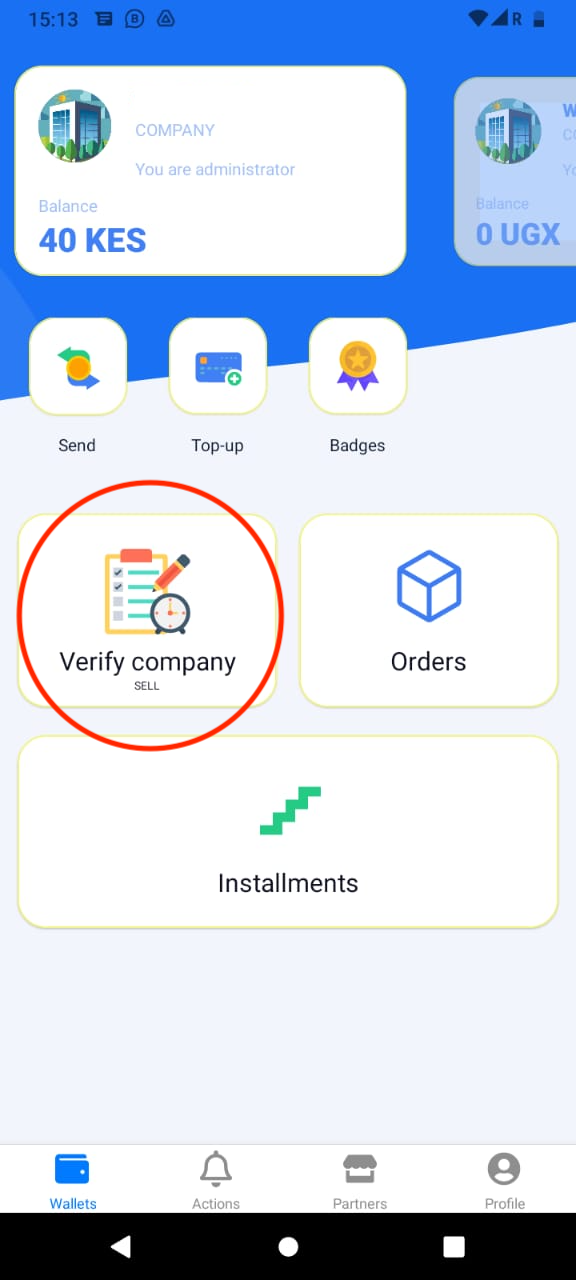 15:13
R
COMPANY
You are administrator
Balance
40 KES
Balance
0 UGX
Send
Top-up
Badges
Verify company
SELL
Orders
Installments
Wallets
Actions
Partners
Profile